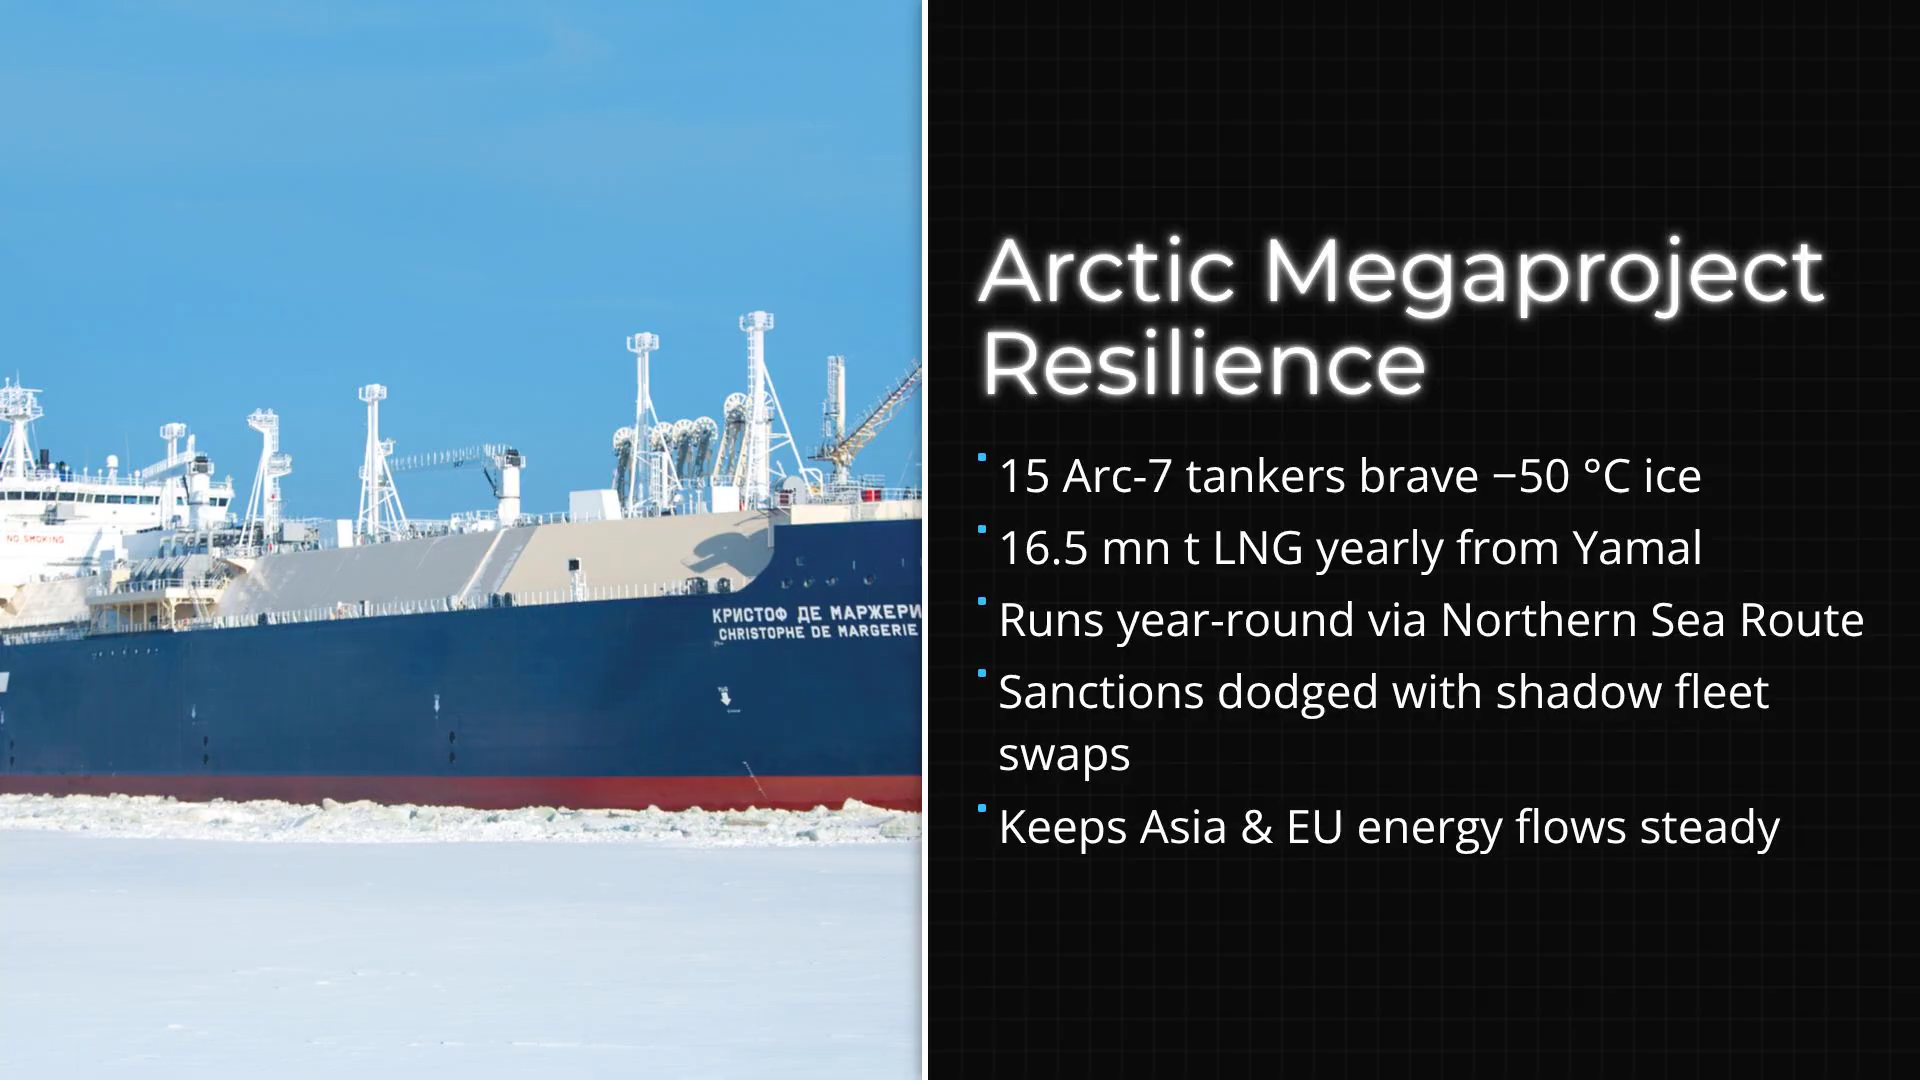 NO SMOKING
КРИСТОФ ДЕ МАРЖЕРИ
CHRISTOPHE DE MARGERIE
Arctic Megaproject
Resilience
15 Arc-7 tankers brave −50 °C ice
16.5 mn t LNG yearly from Yamal
Runs year-round via Northern Sea Route
Sanctions dodged with shadow fleet
swaps
Keeps Asia & EU energy flows steady